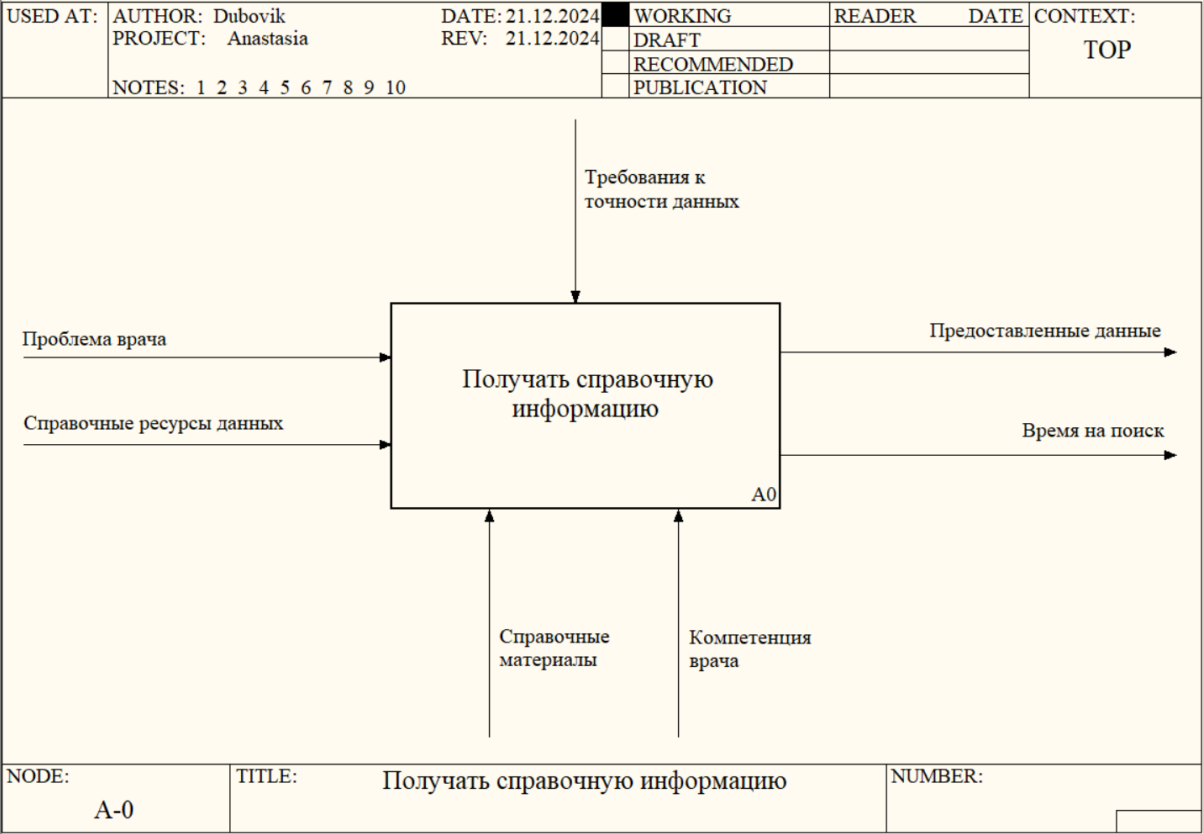 USED AT:
AUTHOR: Dubovik
DATE: 21.12.2024
PROJECT: Anastasia
REV: 21.12.2024
NOTES: 1 2 3 4 5 6 7 8 9 10
WORKING
DRAFT
RECOMMENDED
PUBLICATION
READER DATE
CONTEXT:
TOP
Требования к
точности данных
Проблема врача
Справочные ресурсы данных
Получать справочную
информацию
A0
Предоставленные данные
Время на поиск
Справочные
материалы
Компетенция
врача
NODE:
A-0
TITLE:
Получать справочную информацию
NUMBER: